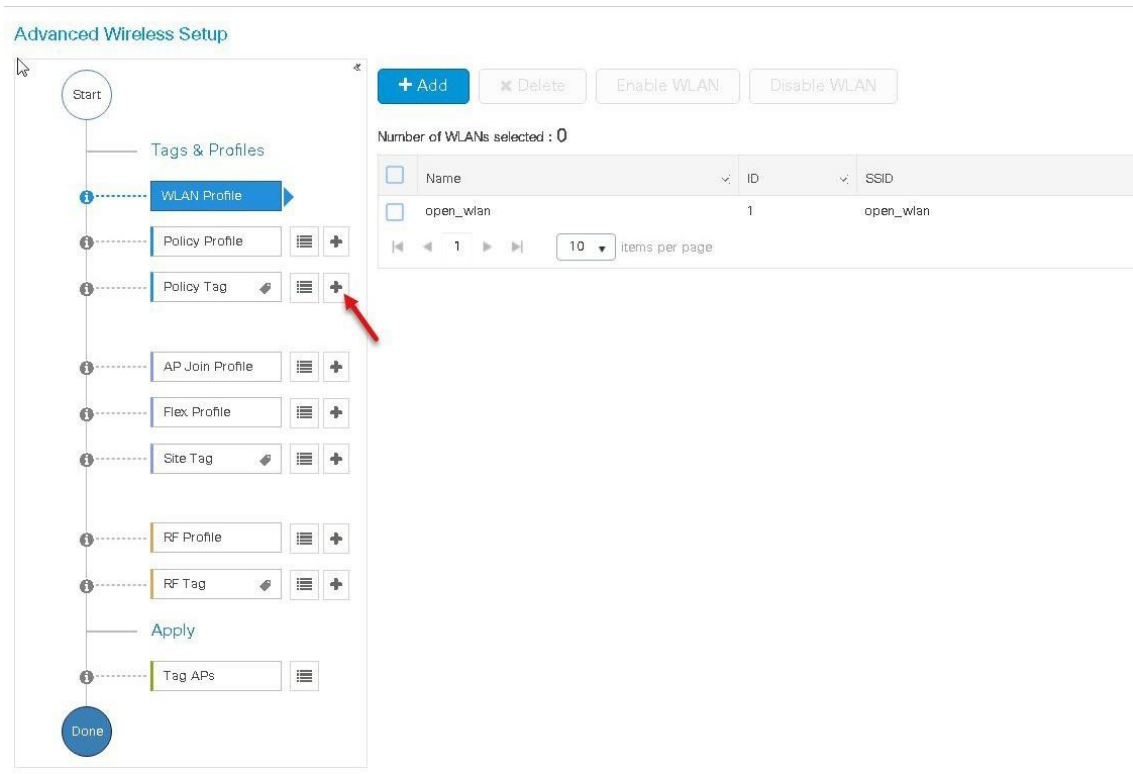 Advanced Wireless Setup
Start
Tags & Profiles
WLAN Profile
Policy Profile
Policy Tag
AP Join Profile
Flex Profile
Site Tag
RF Profile
RF Tag
Apply
Tag APs
Done
Add Delete Enable WLAN Disable WLAN
Number of WLANs selected : 0
Name ID SSID
open_wlan 1 open_wlan
1 10 items per page